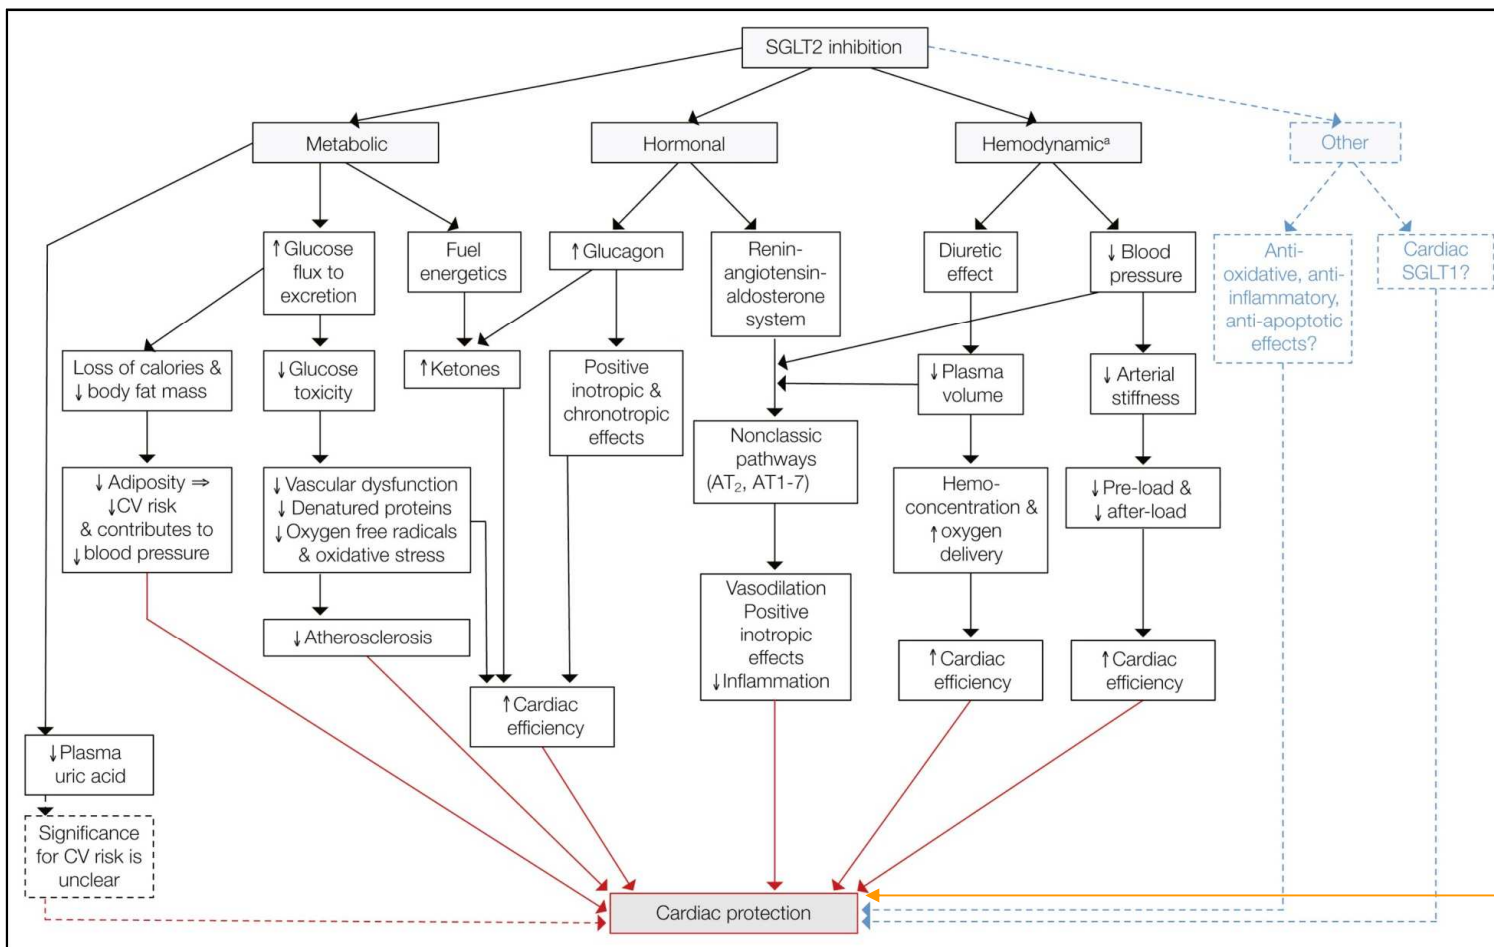 SGLT2 inhibition
Metabolic
Hormonal
Hemodynamicᵃ
Other
↑Glucose
flux to
excretion
Fuel
energetics
↑Glucagon
Renin-
angiotensin-
aldosterone
system
Diuretic
effect
↓Blood
pressure
Anti-
oxidative, anti-
inflammatory,
anti-apoptotic
effects?
Cardiac
SGLT1?
Loss of calories &
↓body fat mass
↓Glucose
toxicity
↑Ketones
Positive
inotropic &
chronotropic
effects
↓Plasma
volume
↓Arterial
stiffness
Nonclassic
pathways
(AT₂, AT1-7)
↓Adiposity ⇒
↓CV risk
& contributes to
↓blood pressure
↓Vascular dysfunction
↓Denatured proteins
↓Oxygen free radicals
& oxidative stress
Hemo-
concentration &
↑oxygen
delivery
↓Pre-load &
↓after-load
Vasodilation
Positive
inotropic
effects
↓Inflammation
↓Atherosclerosis
↑Cardiac
efficiency
↑Cardiac
efficiency
↑Cardiac
efficiency
↓Plasma
uric acid
Significance
for CV risk is
unclear
Cardiac protection